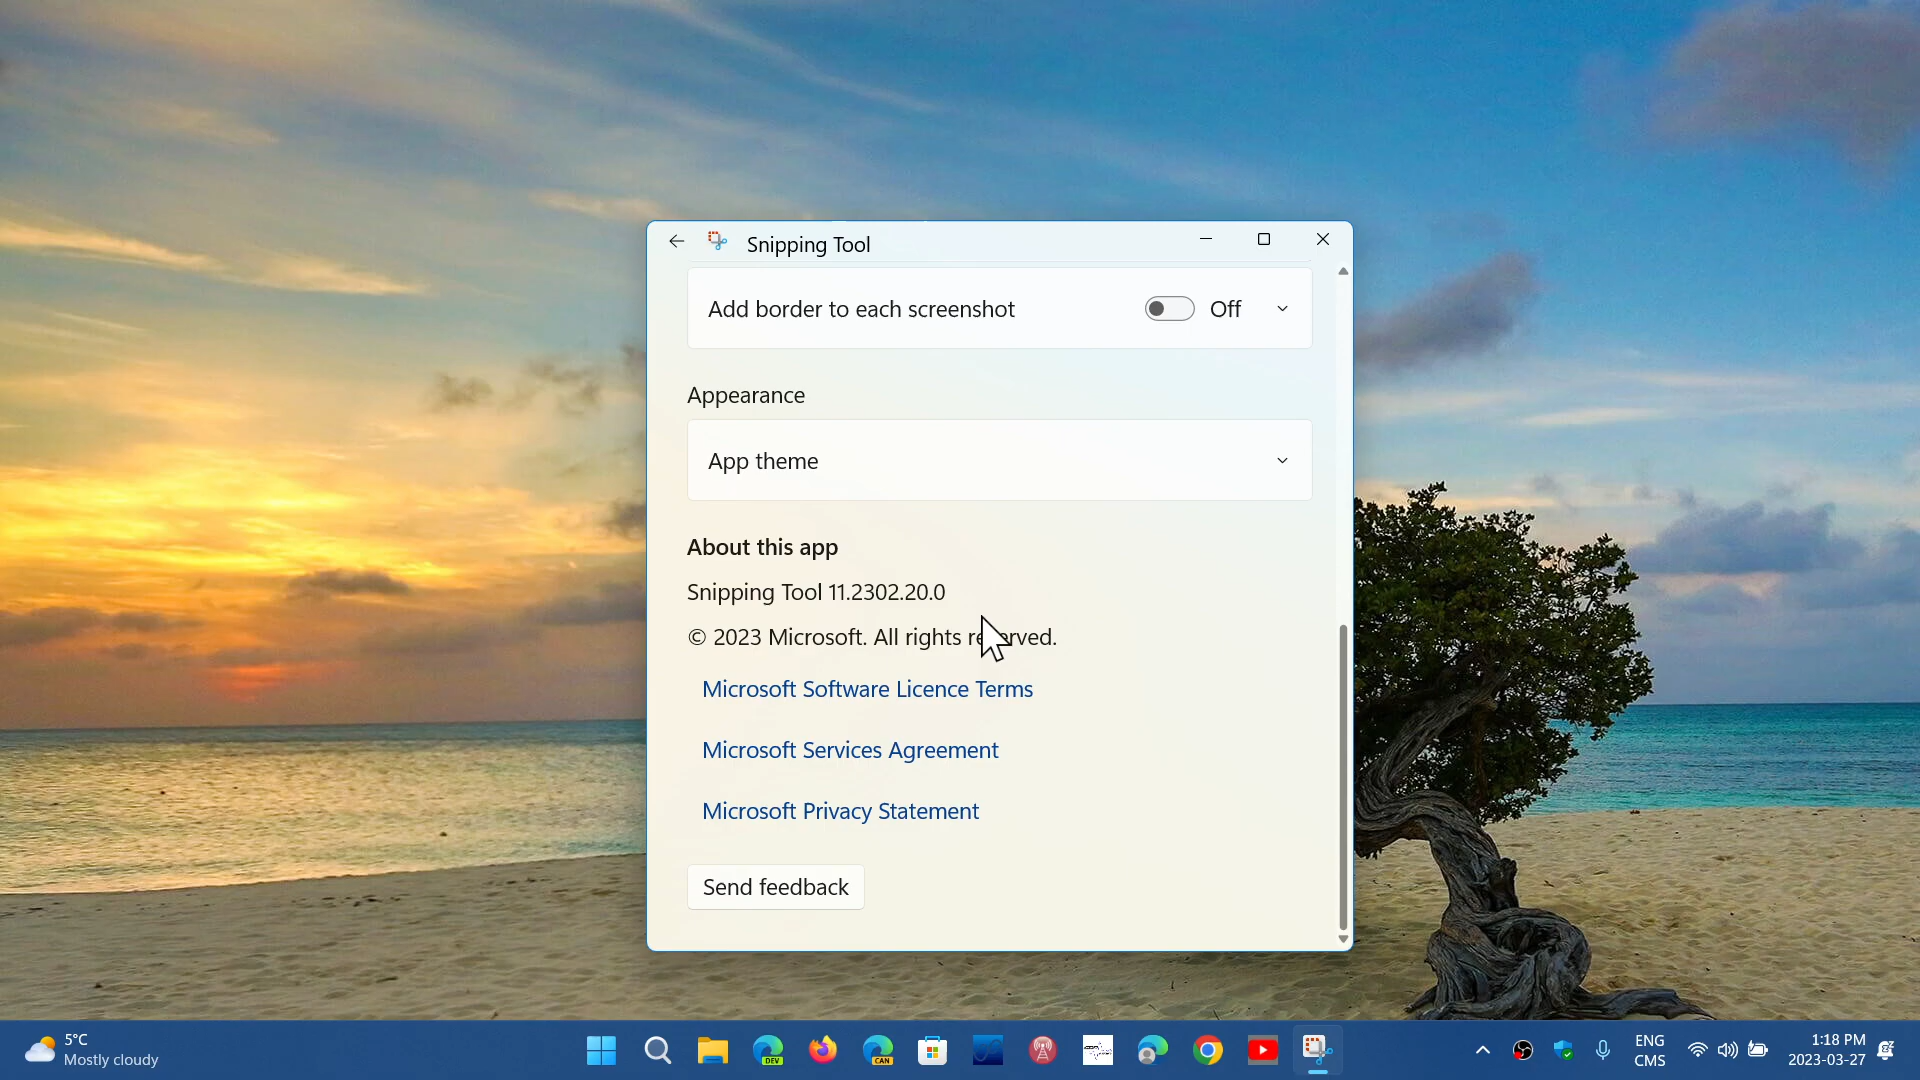 Snipping Tool
Add border to each screenshot Off
Appearance
App theme
About this app
Snipping Tool 11.2302.20.0
© 2023 Microsoft. All rights reserved.
Microsoft Software Licence Terms
Microsoft Services Agreement
Microsoft Privacy Statement
Send feedback
5°C
Mostly cloudy
DEV
CAN
ENG
CMS
1:18 PM
2023-03-27